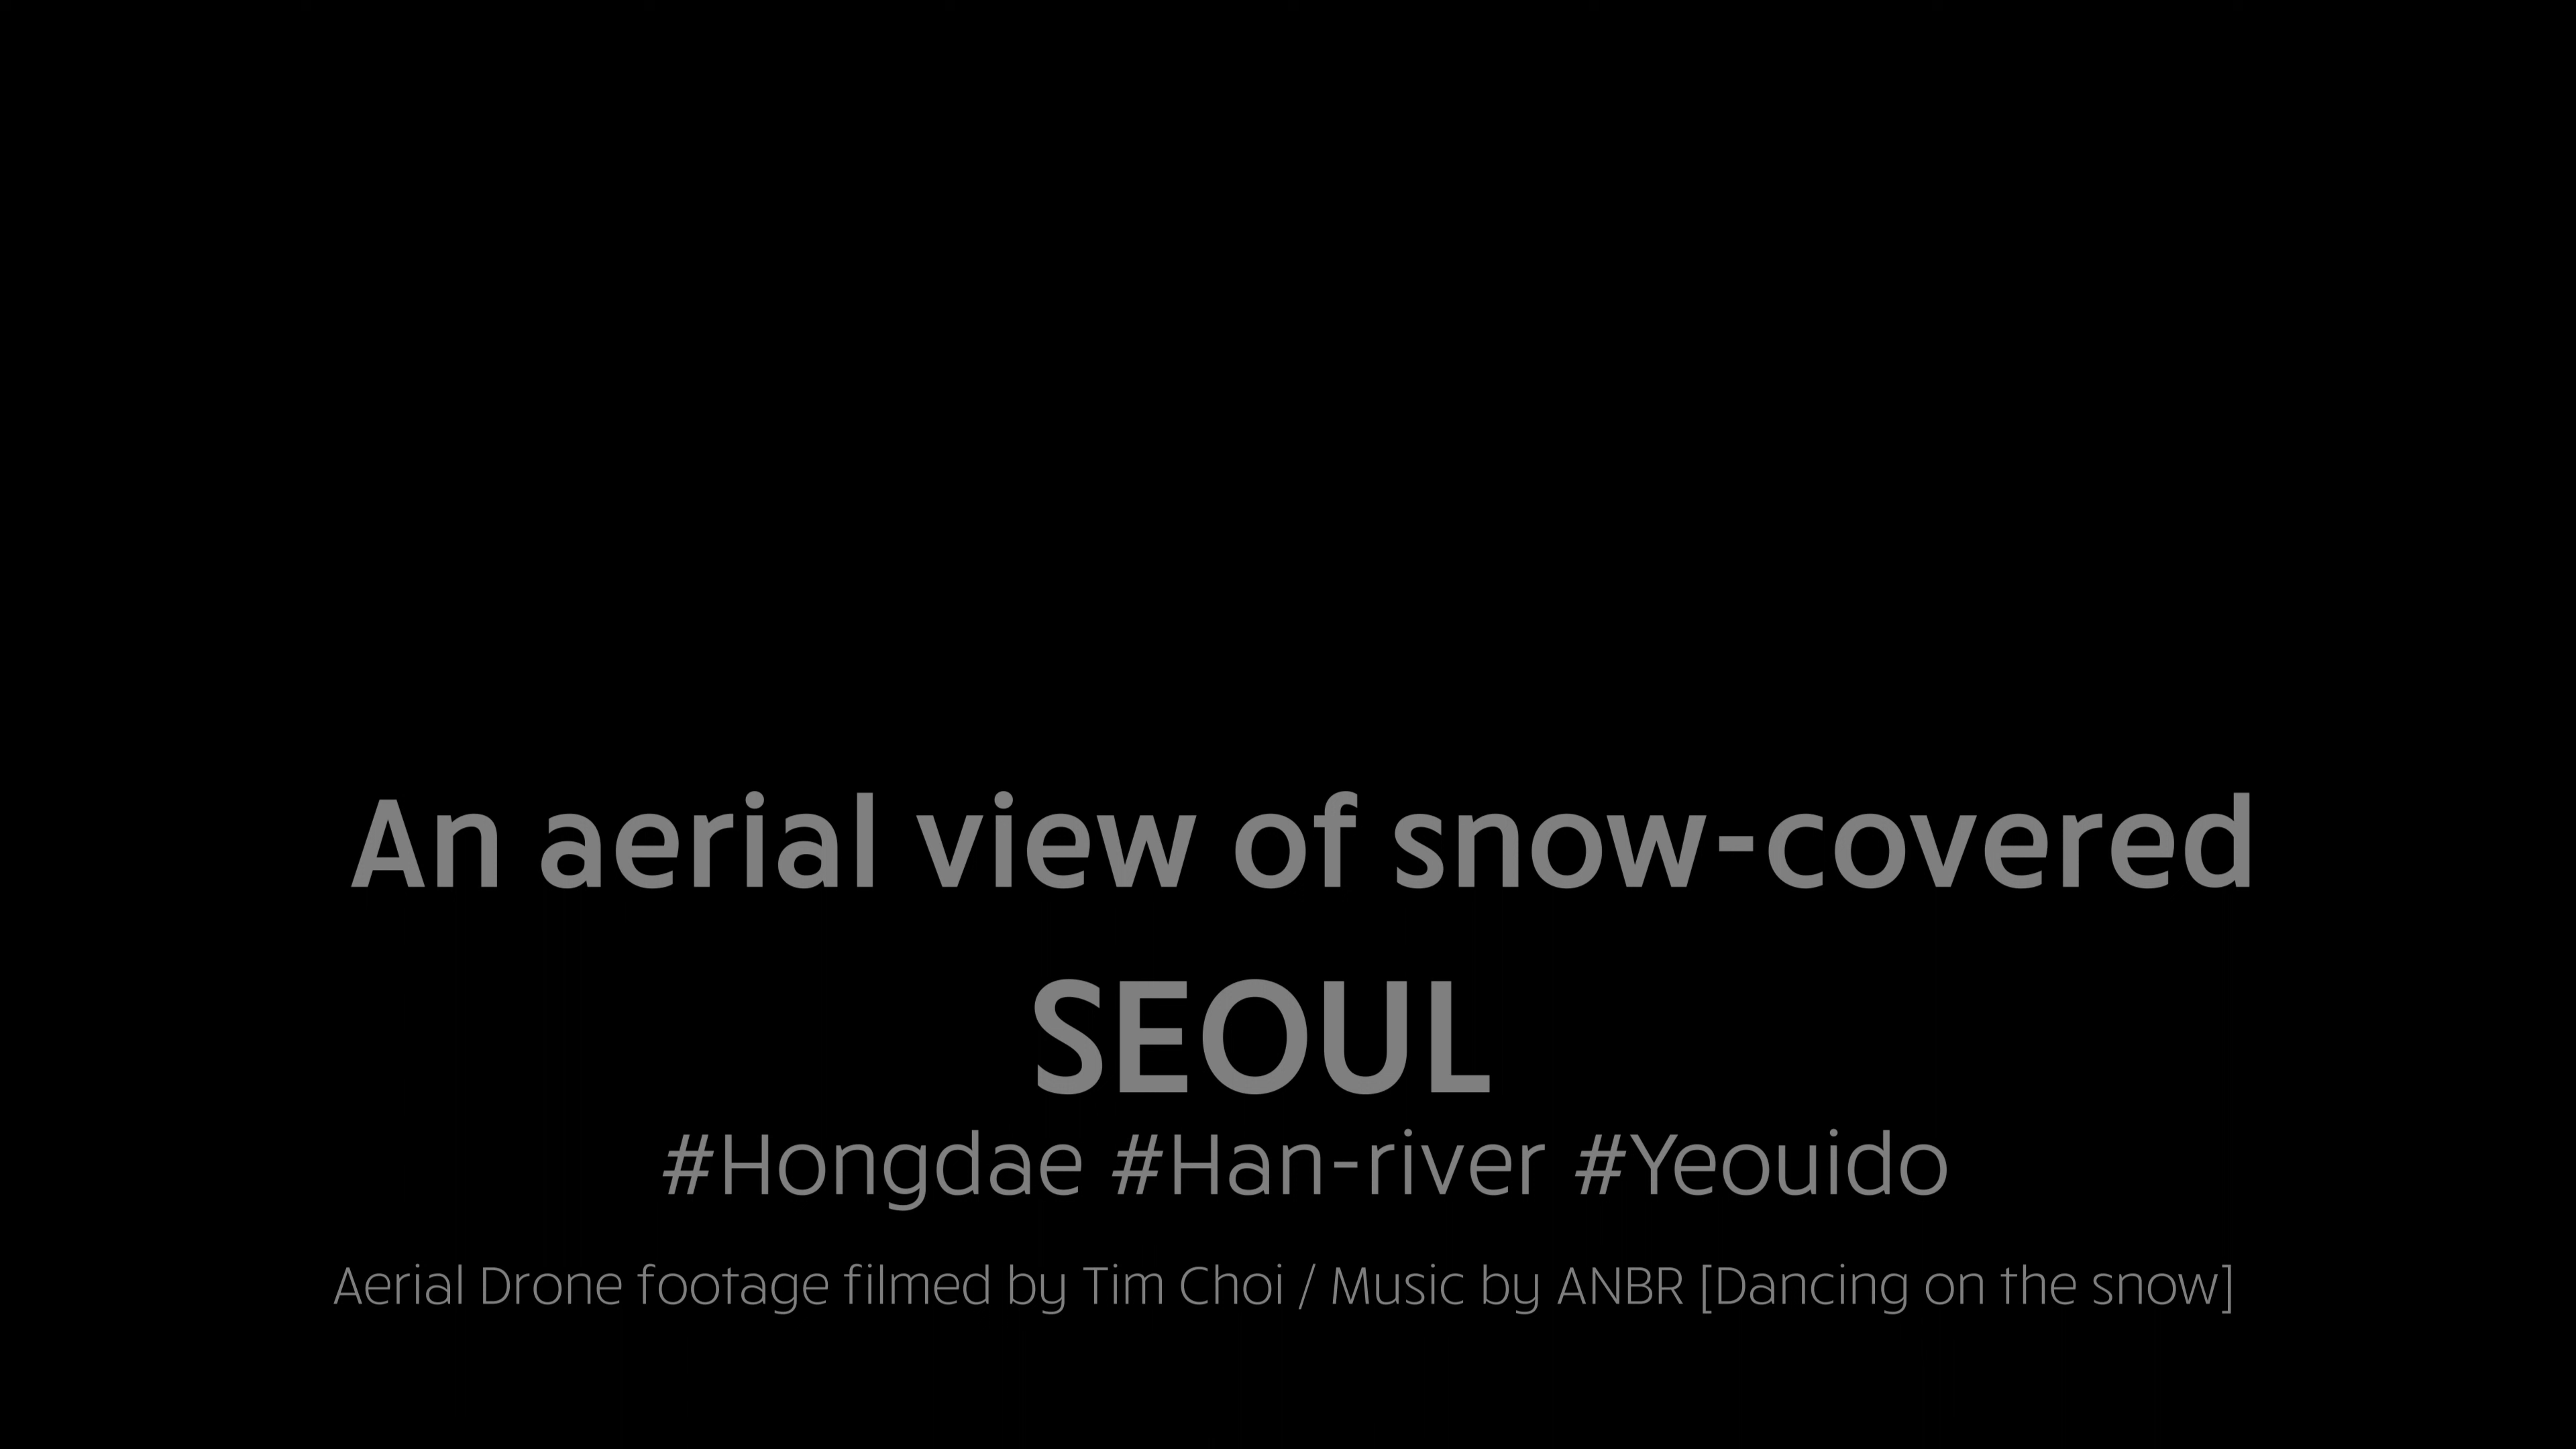 An aerial view of snow-covered
SEOUL
#Hongdae #Han-river #Yeouido
Aerial Drone footage filmed by Tim Choi / Music by ANBR [Dancing on the snow]